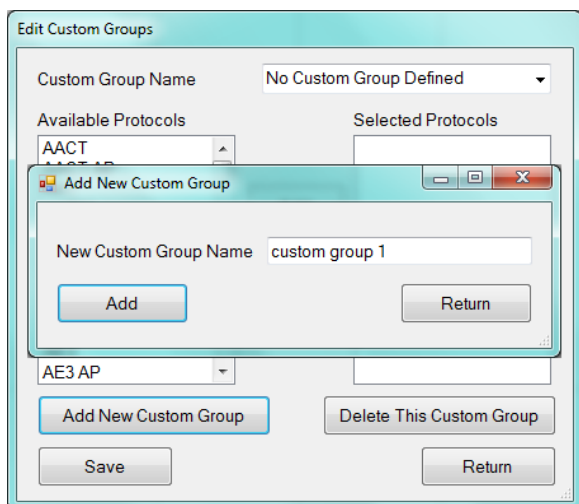 Edit Custom Groups
Custom Group Name No Custom Group Defined
Available Protocols Selected Protocols
AACT
Add New Custom Group
New Custom Group Name custom group 1
Add Return
AE3 AP
Add New Custom Group Delete This Custom Group
Save Return